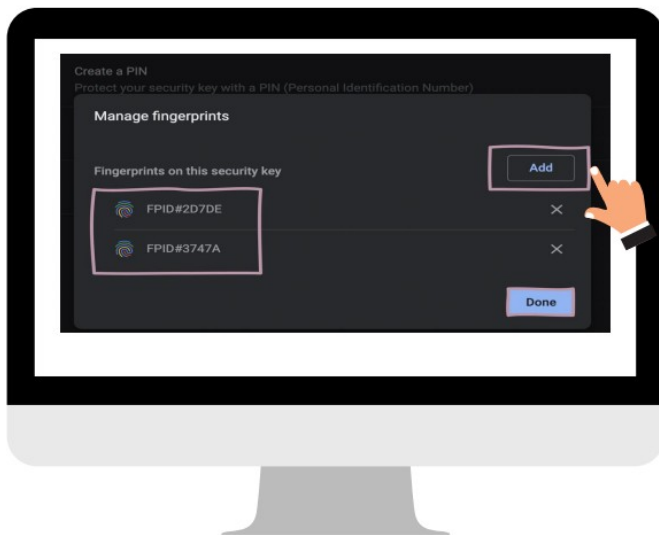 Create a PIN
Protect your security key with a PIN (Personal Identification Number)
Manage fingerprints
Fingerprints on this security key
Add
FPID#2D7DE
FPID#3747A
Done